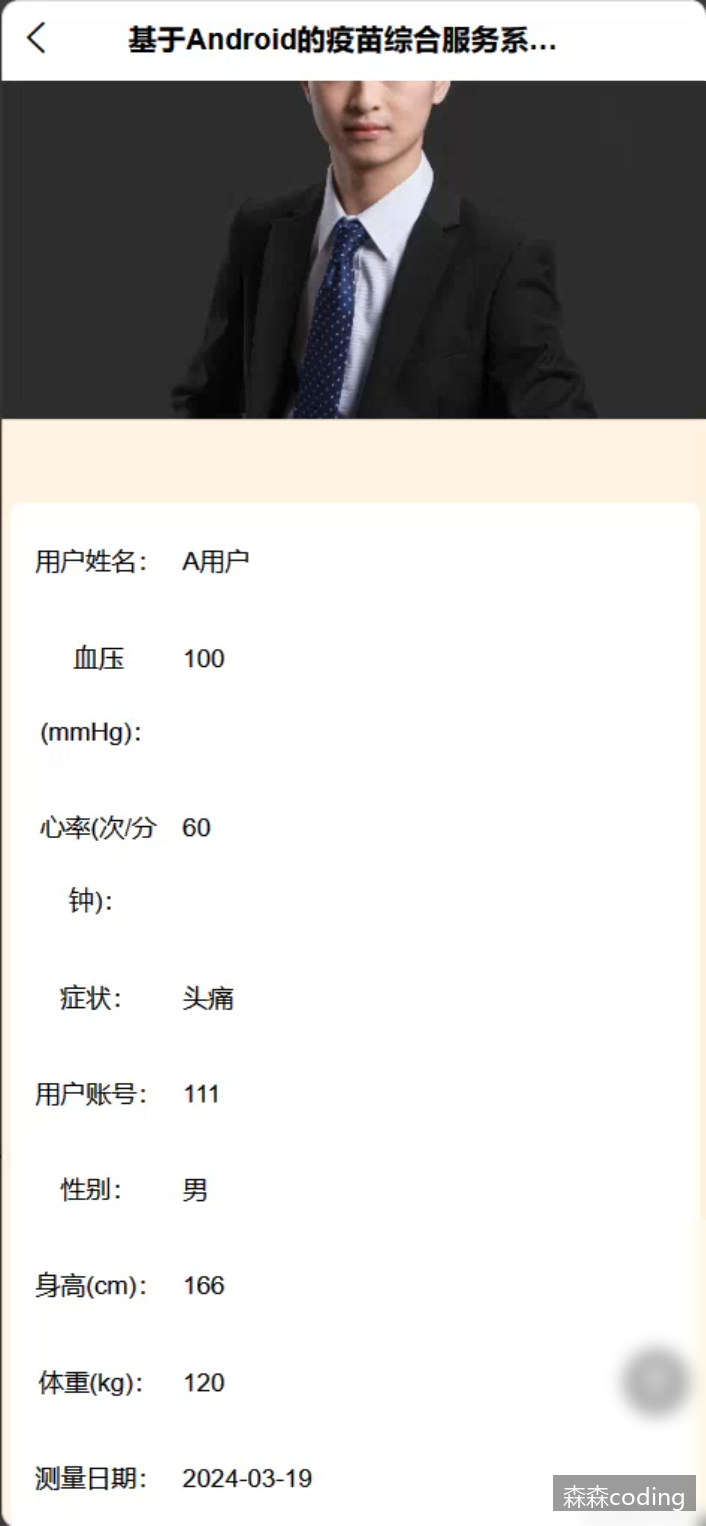 基于Android的疫苗综合服务系...
用户姓名： A用户
血压 100
(mmHg)：
心率(次/分 60
钟)：
症状： 头痛
用户账号： 111
性别： 男
身高(cm)： 166
体重(kg)： 120
测量日期： 2024-03-19
森森coding